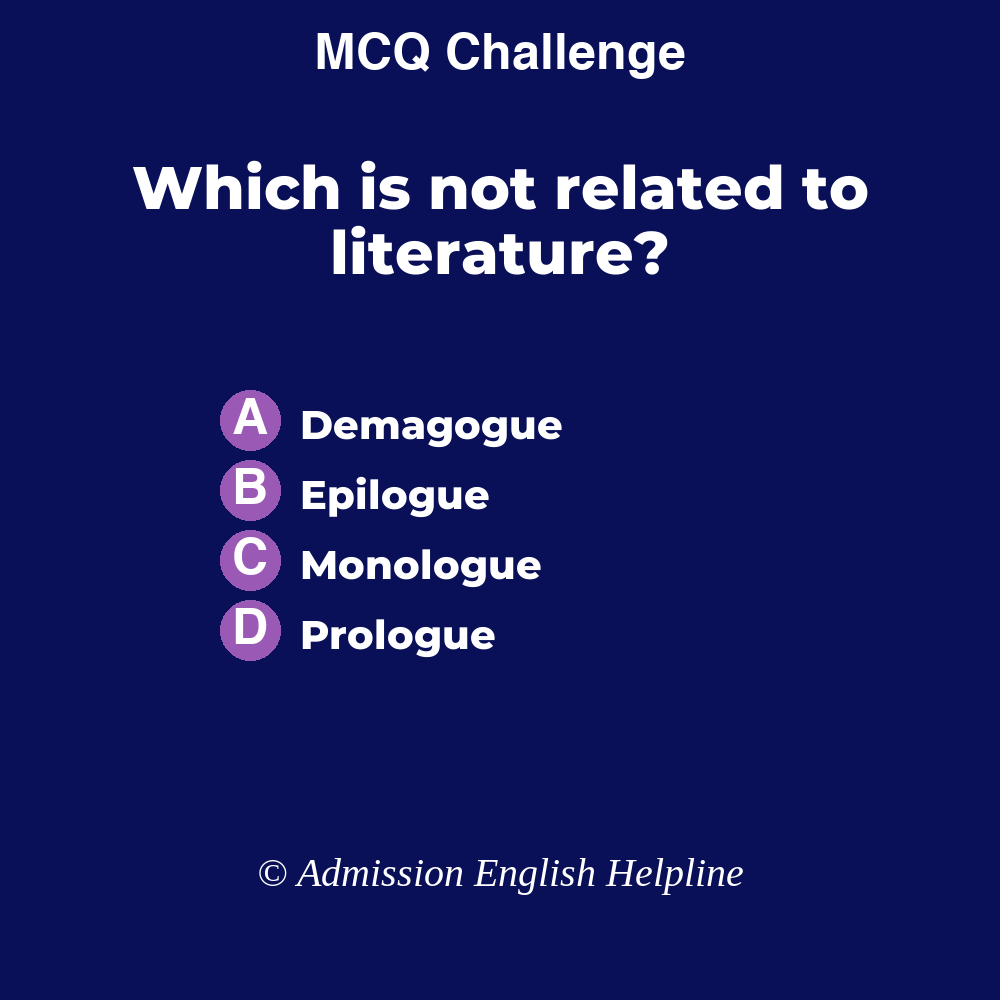 MCQ Challenge
Which is not related to
literature?
A Demagogue
B Epilogue
C Monologue
D Prologue
© Admission English Helpline